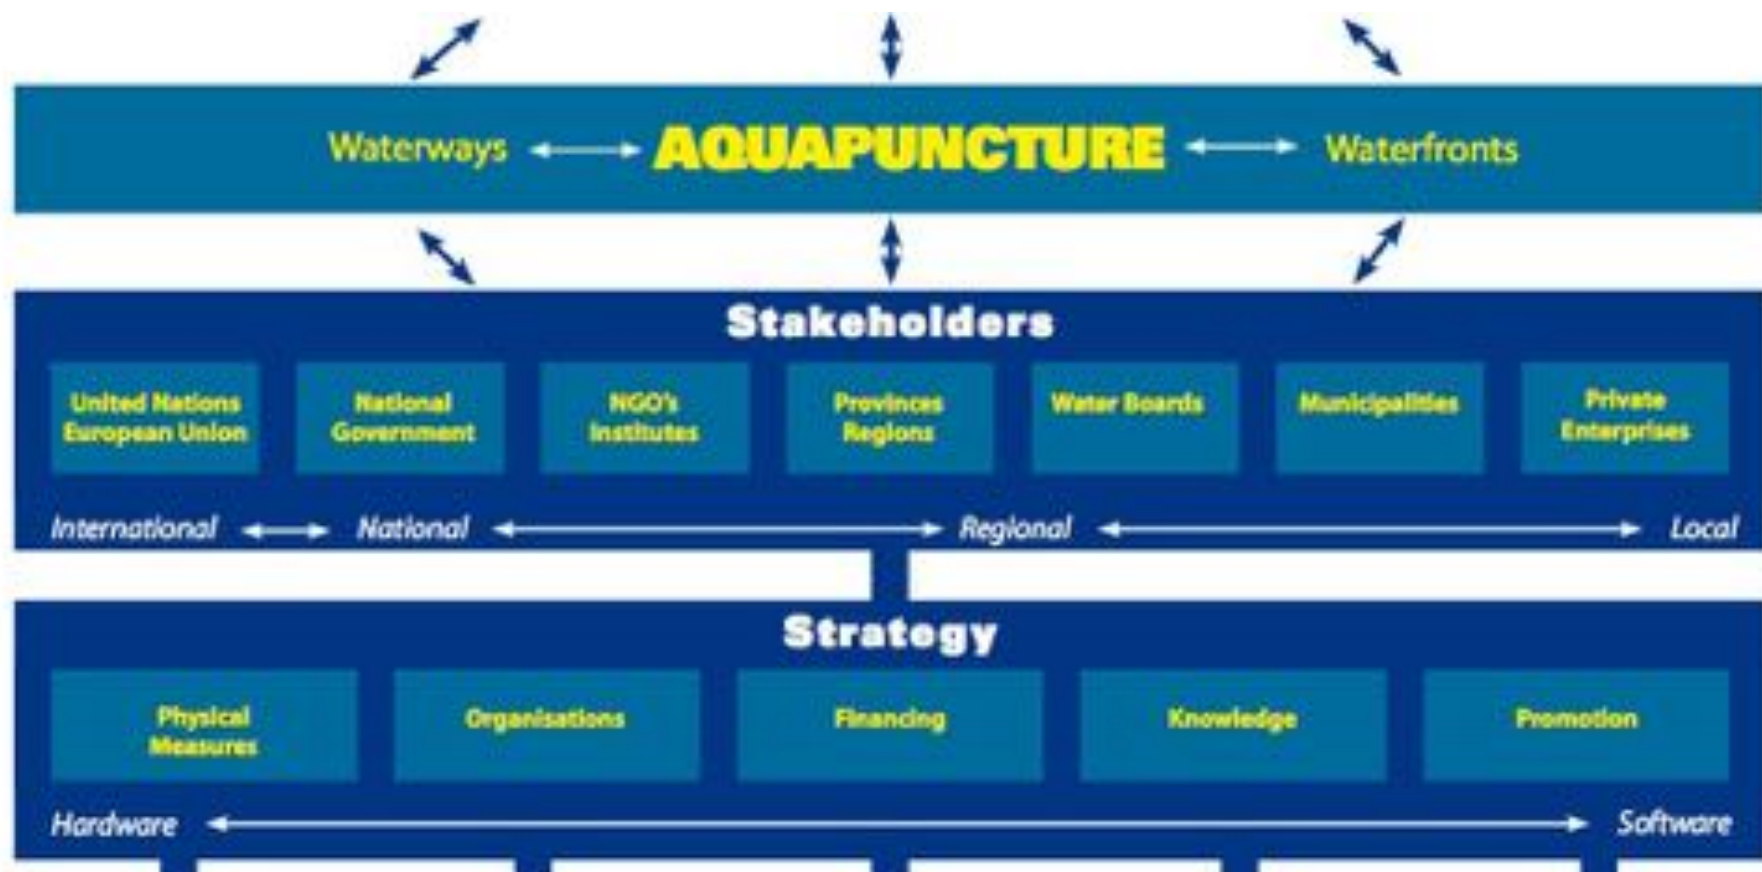 Waterways AQUAPUNCTURE Waterfronts
Stakeholders
United Nations
European Union
National
Government
NGO's
Institutes
Provinces
Regions
Water Boards
Municipalities
Private
Enterprises
International National Regional Local
Strategy
Physical
Measures
Organisations
Financing
Knowledge
Promotion
Hardware Software